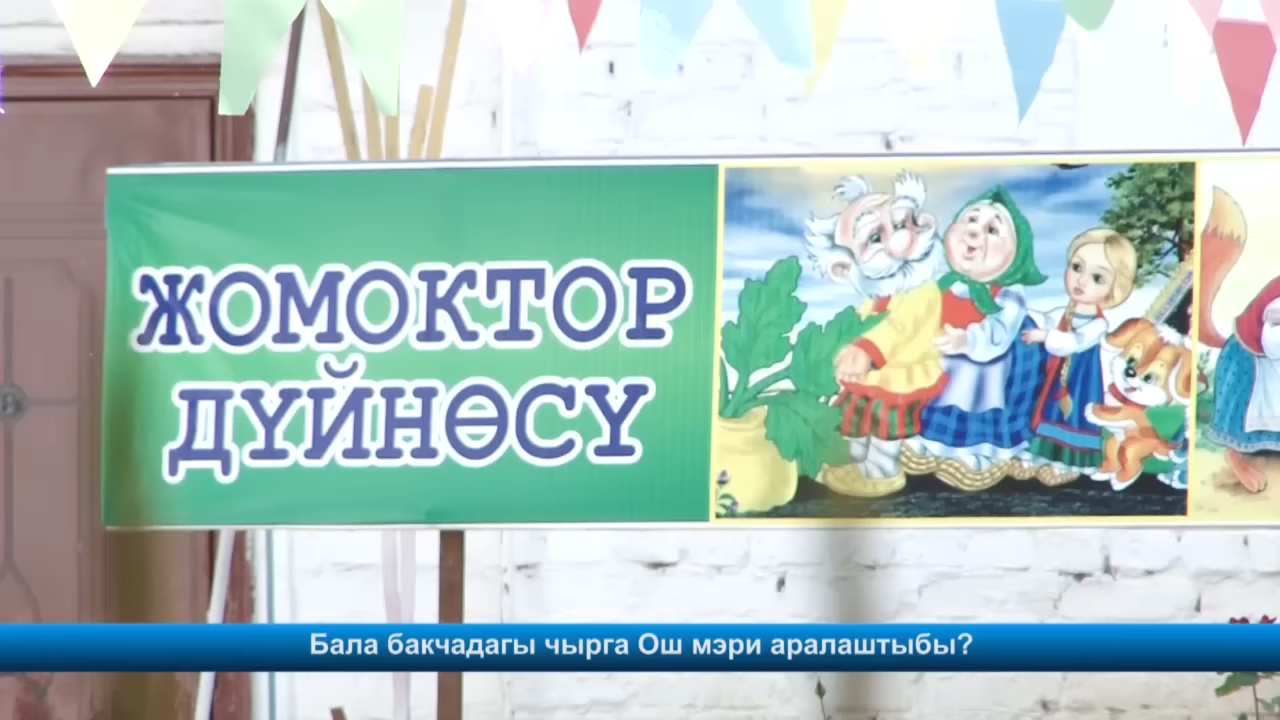 ЖОМОКТОР
ДҮЙНӨСҮ
Бала бакчадагы чырга Ош мэри аралаштыбы?